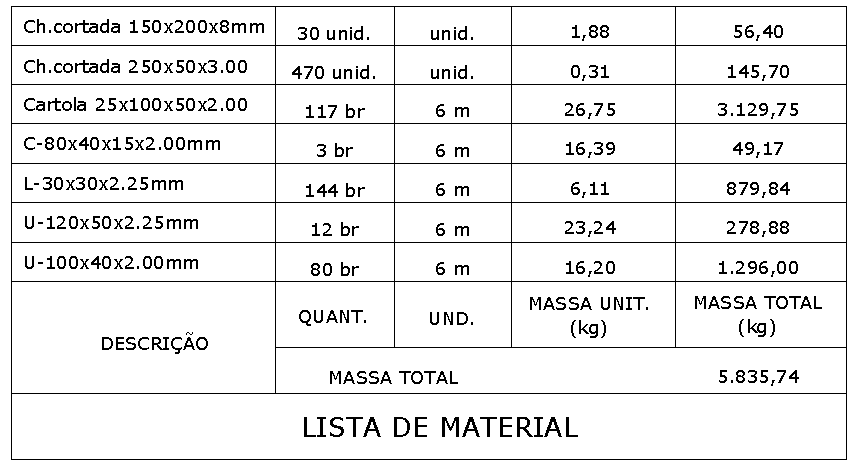 Ch.cortada 150x200x8mm 30 unid. unid. 1,88 56,40
Ch.cortada 250x50x3.00 470 unid. unid. 0,31 145,70
Cartola 25x100x50x2.00 117 br 6 m 26,75 3.129,75
C-80x40x15x2.00mm 3 br 6 m 16,39 49,17
L-30x30x2.25mm 144 br 6 m 6,11 879,84
U-120x50x2.25mm 12 br 6 m 23,24 278,88
U-100x40x2.00mm 80 br 6 m 16,20 1.296,00
DESCRIÇÃO QUANT. UND. MASSA UNIT. (kg) MASSA TOTAL (kg)
MASSA TOTAL 5.835,74
LISTA DE MATERIAL